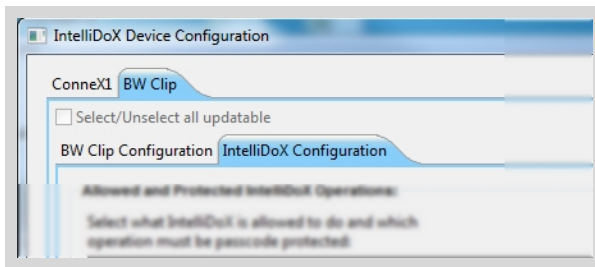 IntelliDoX Device Configuration
ConneX1 BW Clip
Select/Unselect all updatable
BW Clip Configuration IntelliDoX Configuration
Allowed and Protected IntelliDoX Operations:
Select what IntelliDoX is allowed to do and which
operation must be passcode protected: